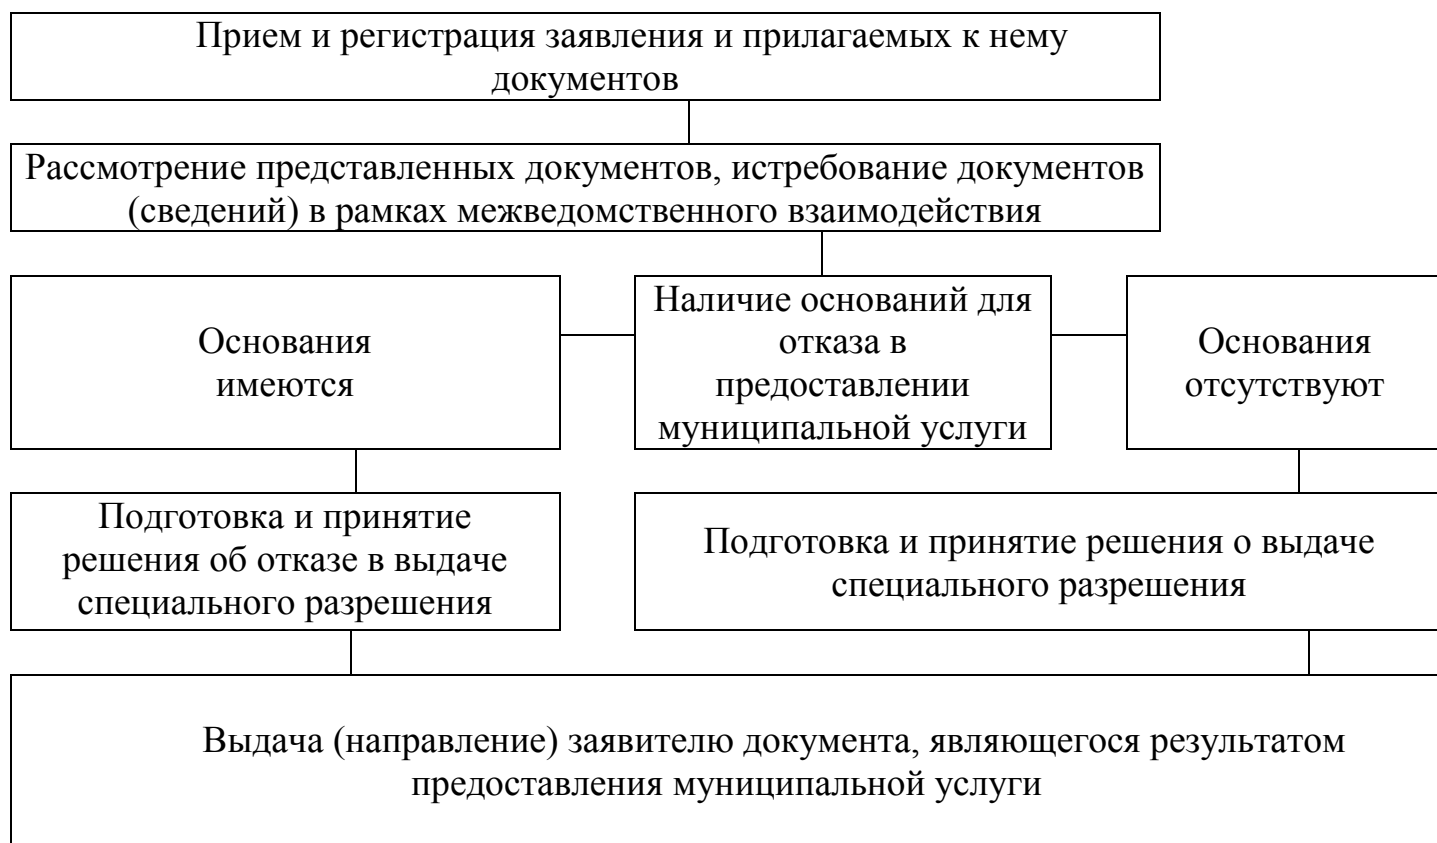 Прием и регистрация заявления и прилагаемых к нему
документов
Рассмотрение представленных документов, истребование документов
(сведений) в рамках межведомственного взаимодействия
Основания
имеются
Наличие оснований для
отказа в
предоставлении
муниципальной услуги
Основания
отсутствуют
Подготовка и принятие
решения об отказе в выдаче
специального разрешения
Подготовка и принятие решения о выдаче
специального разрешения
Выдача (направление) заявителю документа, являющегося результатом
предоставления муниципальной услуги